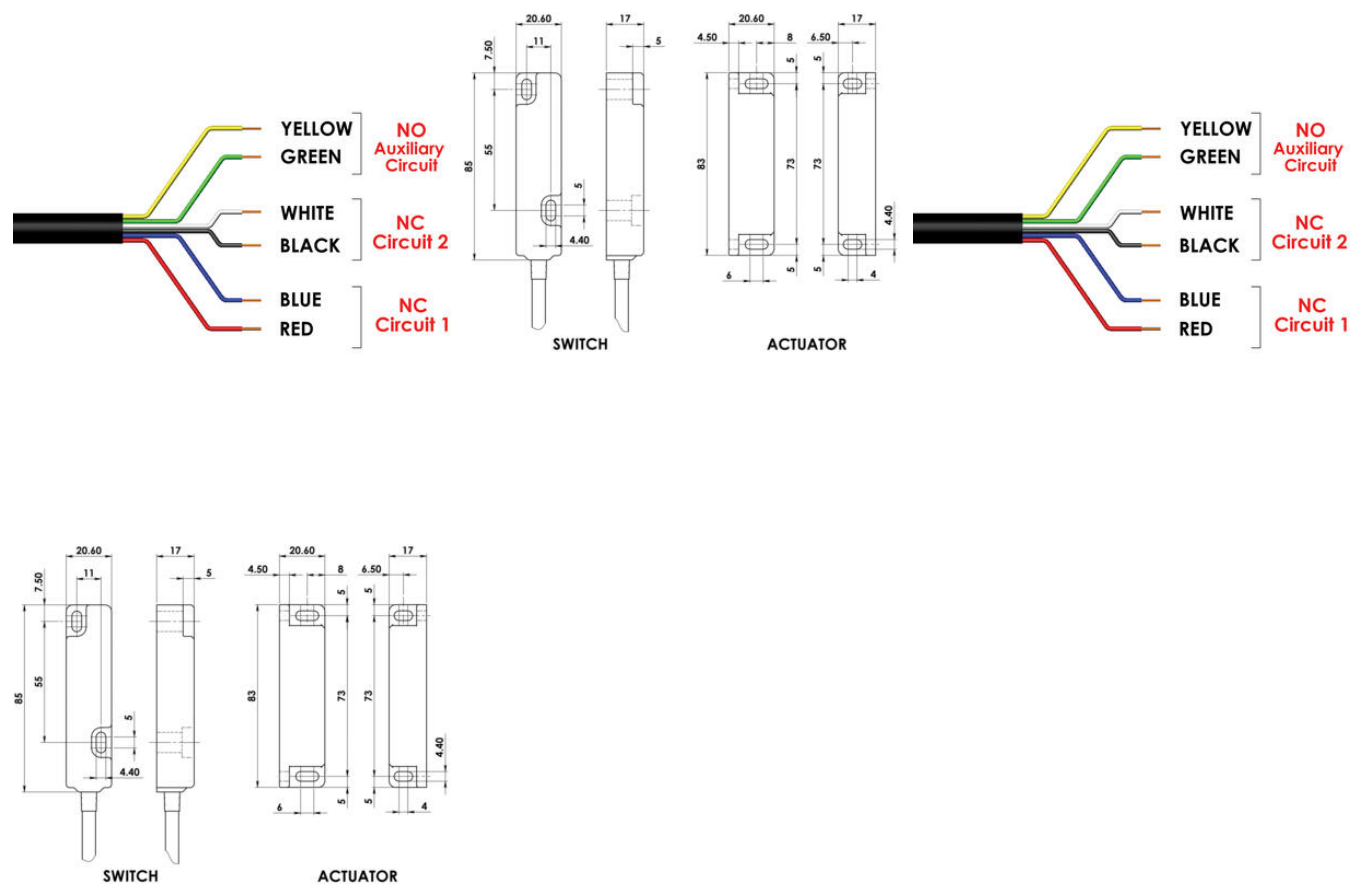 YELLOW
GREEN
NO
Auxiliary
Circuit
WHITE
BLACK
NC
Circuit 2
BLUE
RED
NC
Circuit 1
20.60
17
7.50
11
5
85
55
5
4.40
SWITCH
20.60
17
4.50
8
6.50
5
5
83
73
73
4.40
6
5
5
4
ACTUATOR
YELLOW
GREEN
NO
Auxiliary
Circuit
WHITE
BLACK
NC
Circuit 2
BLUE
RED
NC
Circuit 1
20.60
17
7.50
11
5
85
55
5
4.40
SWITCH
20.60
17
4.50
8
6.50
5
5
83
73
73
4.40
6
5
5
4
ACTUATOR